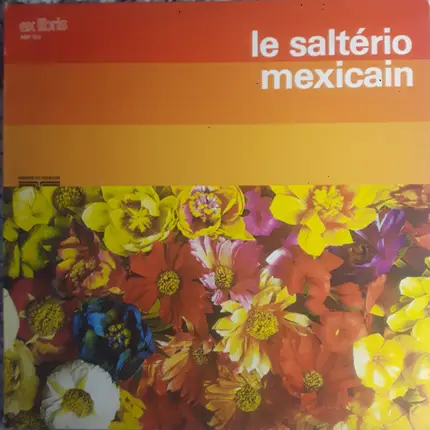 ex libris
le saltério
mexicain